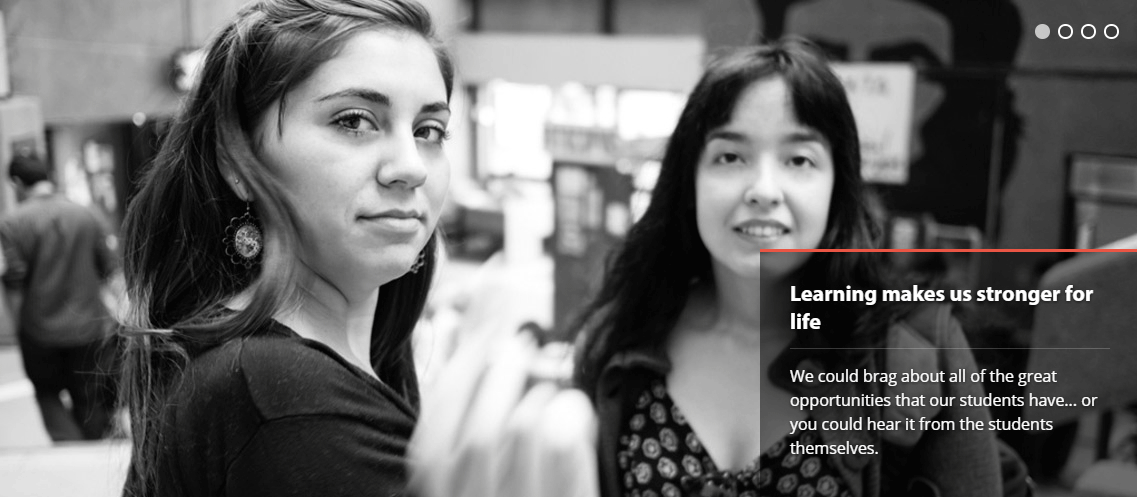 Learning makes us stronger for
life
We could brag about all of the great
opportunities that our students have... or
you could hear it from the students
themselves.